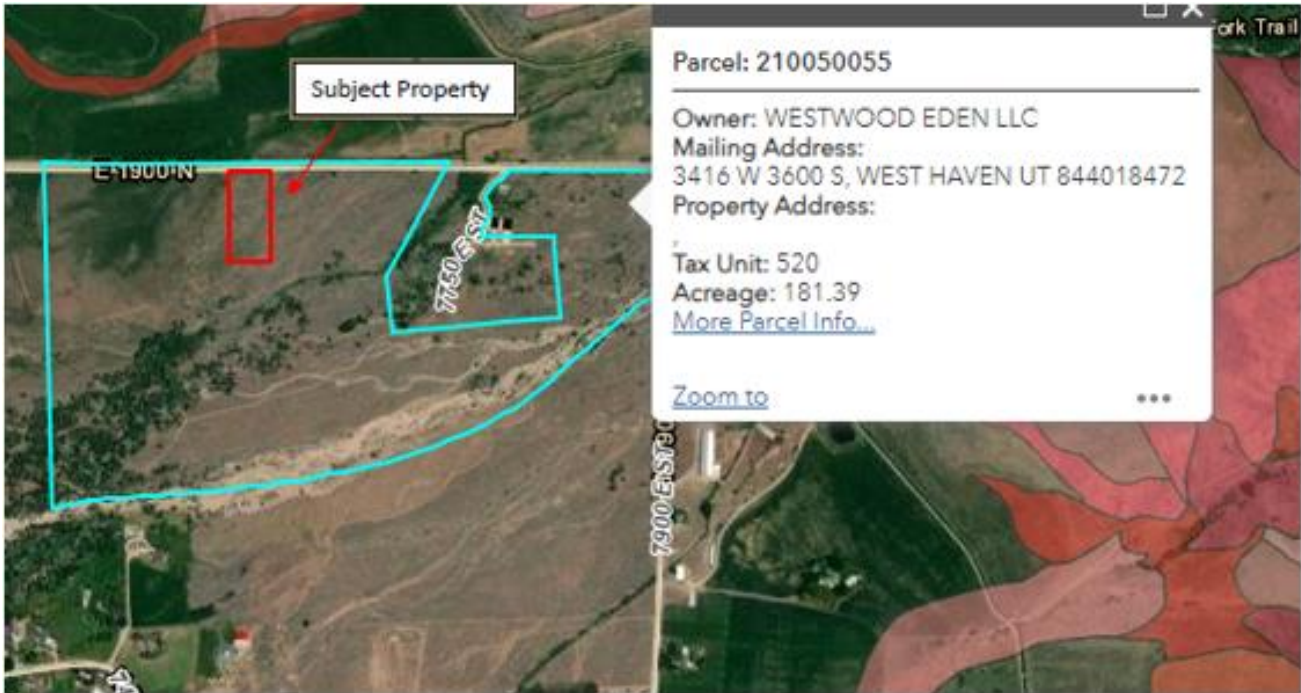 ork Trail
Subject Property
E 1900 N
7750 E ST
7900 E ST
Parcel: 210050055
Owner: WESTWOOD EDEN LLC
Mailing Address:
3416 W 3600 S, WEST HAVEN UT 844018472
Property Address:
,
Tax Unit: 520
Acreage: 181.39
More Parcel Info...
Zoom to